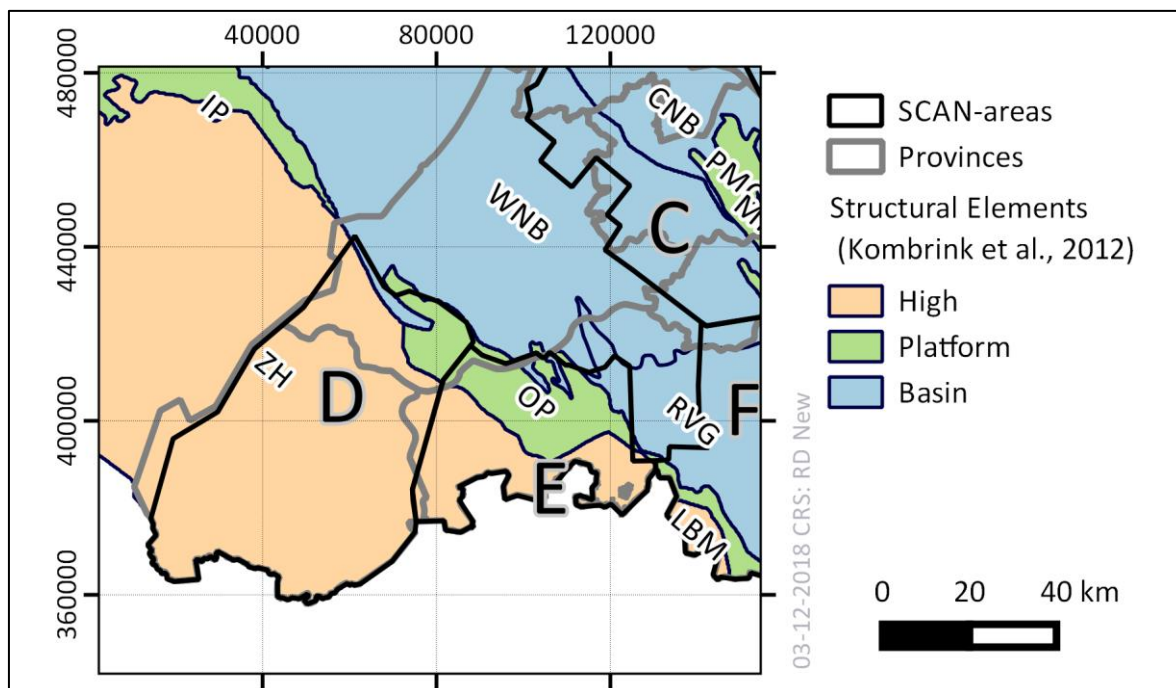 40000
80000
120000
480000
440000
400000
360000
IP
CNB
WNB
C
ZH
D
OP
RVG
F
E
LBM
SCAN-areas
Provinces
Structural Elements
(Kombrink et al., 2012)
High
Platform
Basin
03-12-2018 CRS: RD New
0 20 40 km